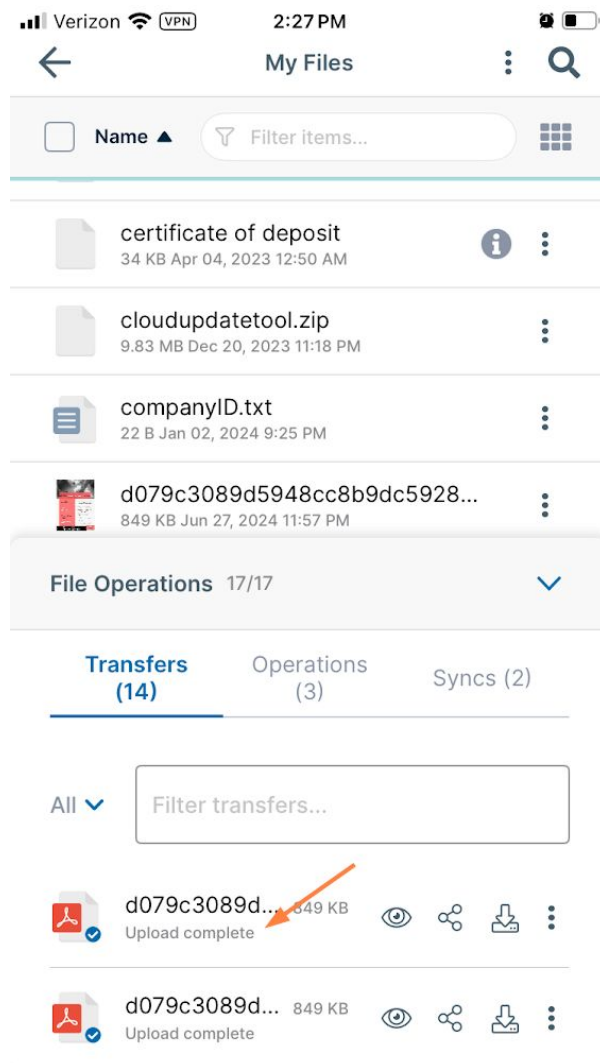 Verizon VPN 2:27 PM
My Files
Name Filter items...
certificate of deposit
34 KB Apr 04, 2023 12:50 AM
cloudupdatetool.zip
9.83 MB Dec 20, 2023 11:18 PM
companyID.txt
22 B Jan 02, 2024 9:25 PM
d079c3089d5948cc8b9dc5928...
849 KB Jun 27, 2024 11:57 PM
File Operations 17/17
Transfers Operations Syncs (2)
(14) (3)
All Filter transfers...
d079c3089d... 849 KB
Upload complete
d079c3089d... 849 KB
Upload complete